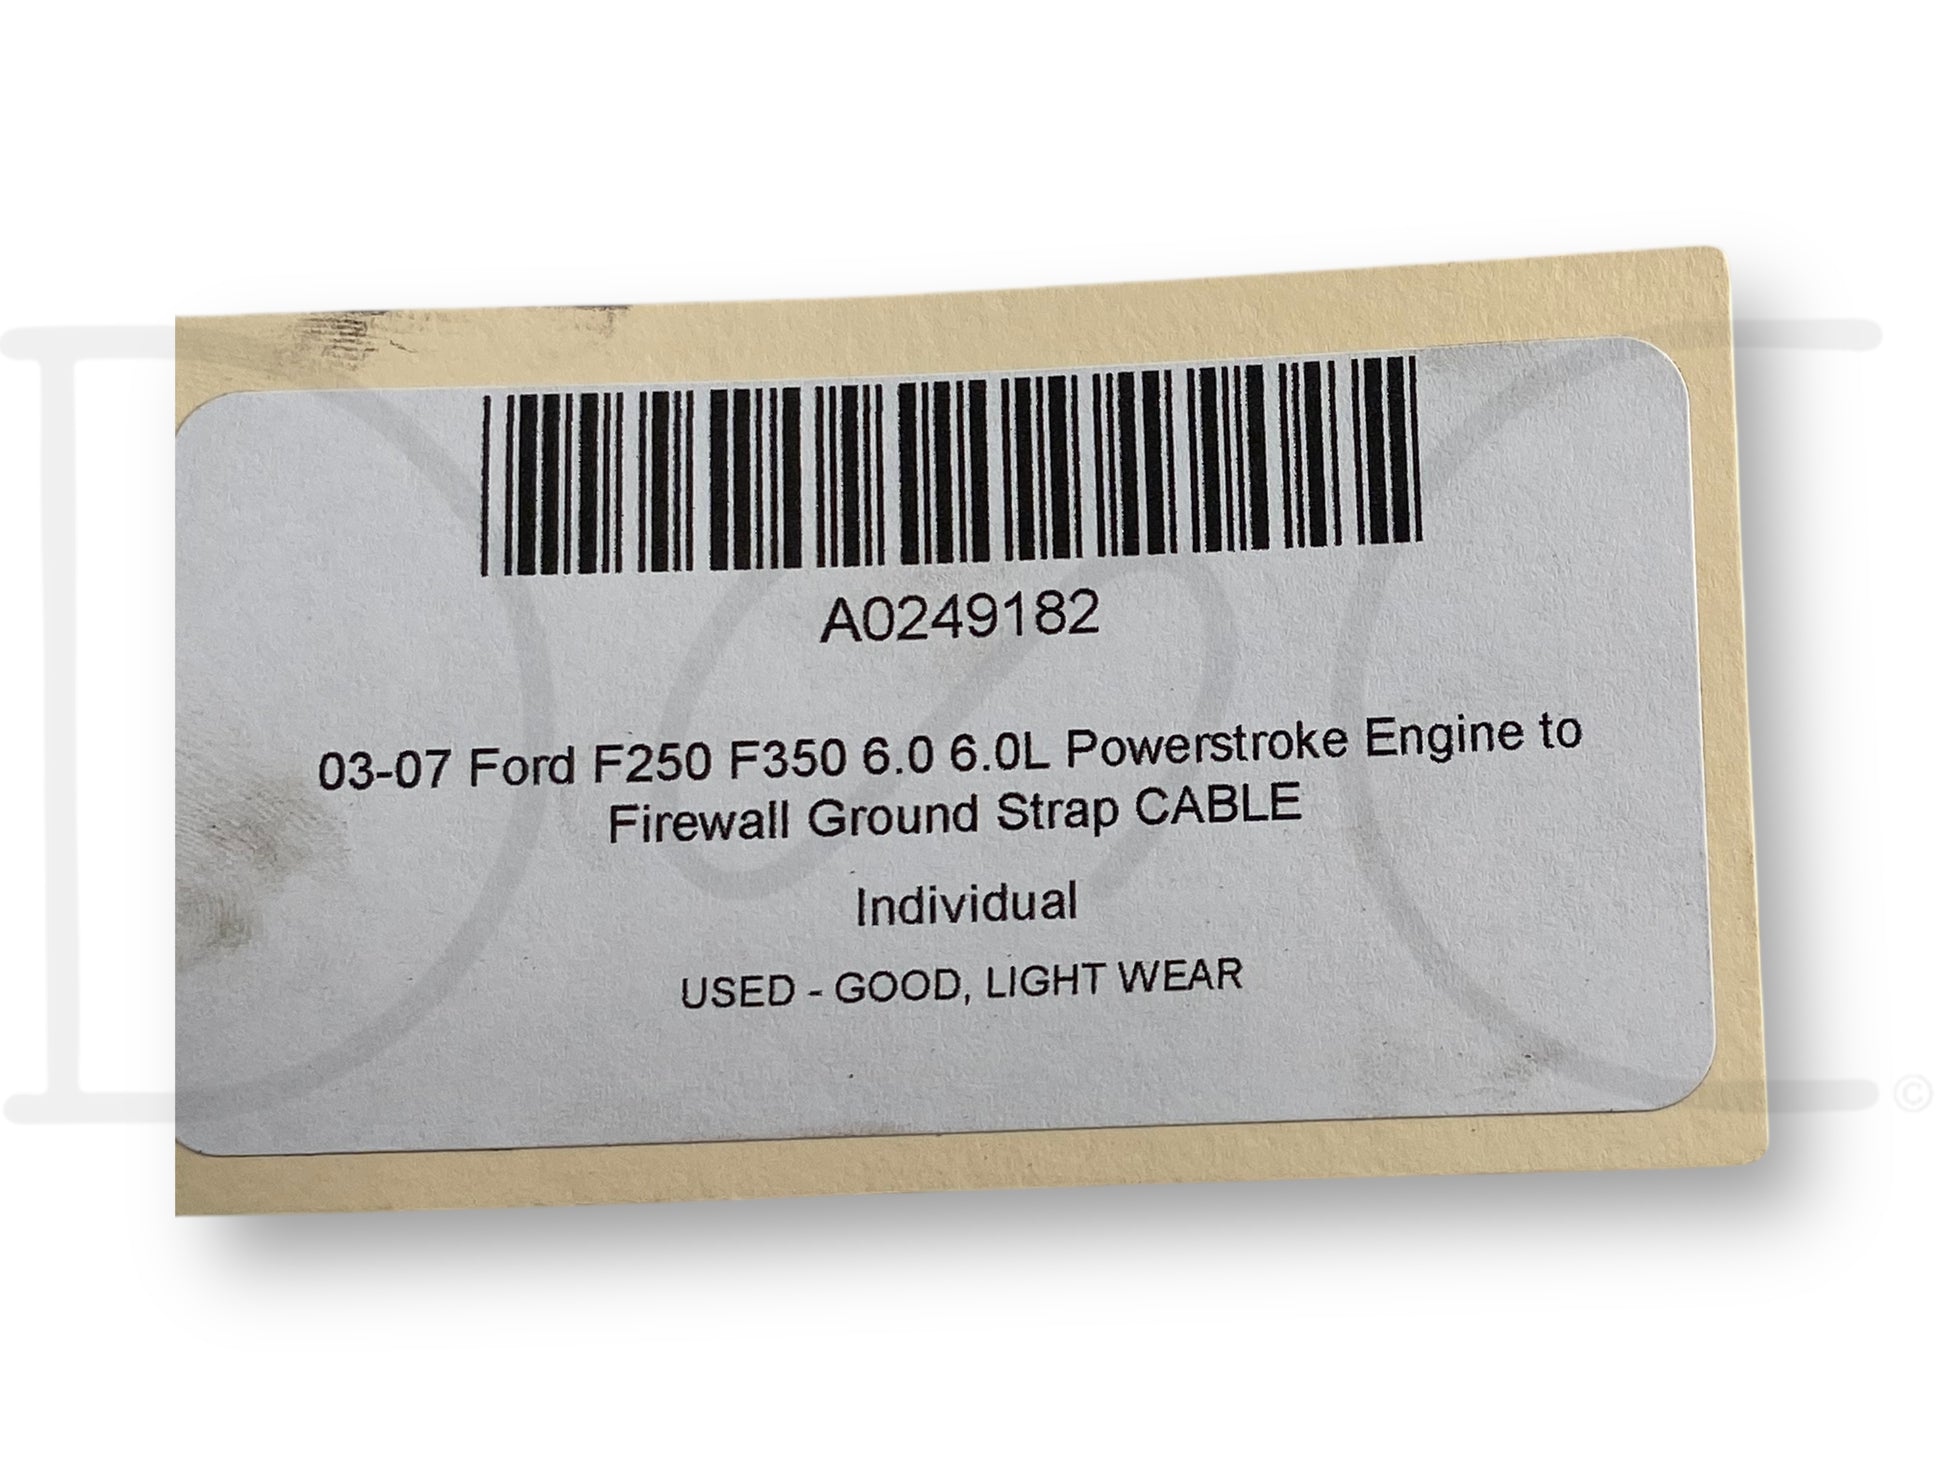 A0249182
03-07 Ford F250 F350 6.0 6.0L Powerstroke Engine to
Firewall Ground Strap CABLE
Individual
USED - GOOD, LIGHT WEAR
©